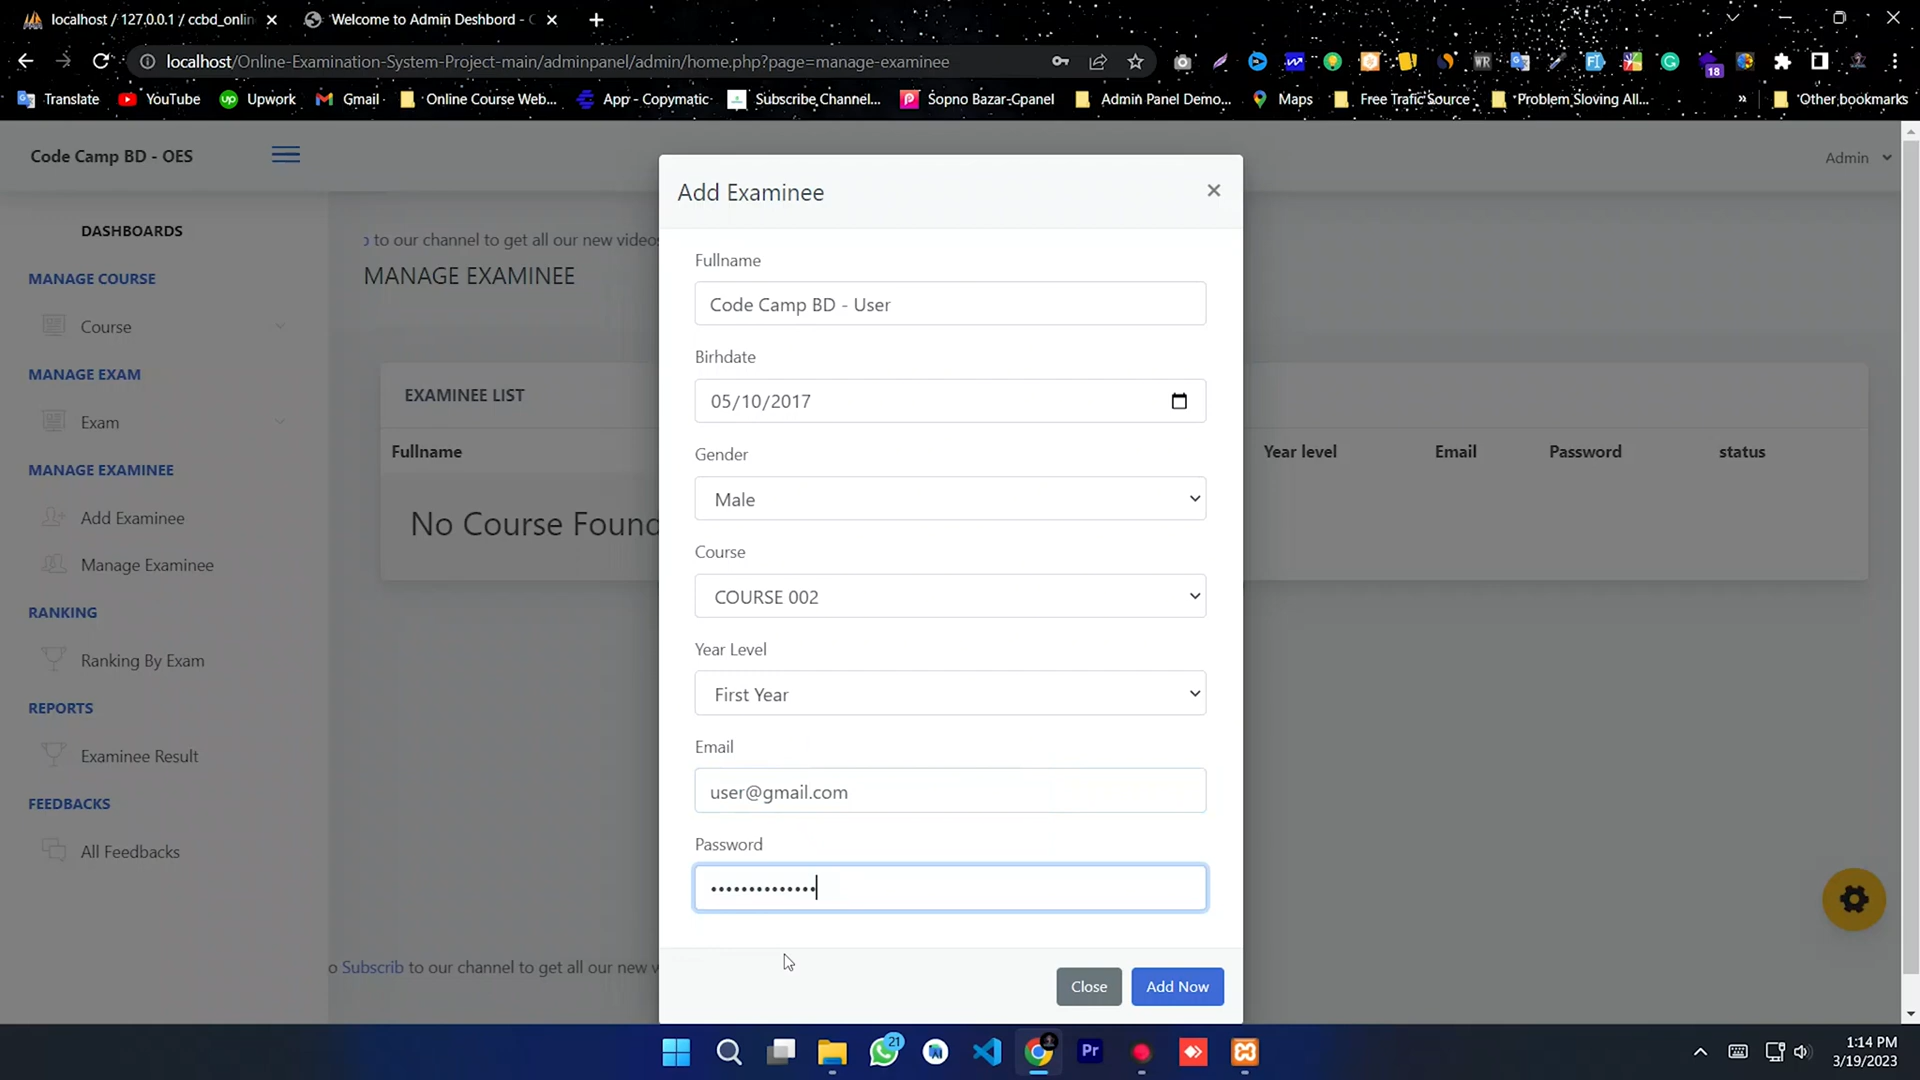 localhost / 127.0.0.1 / ccbd_onlin
Welcome to Admin Deshbord - C
localhost/Online-Examination-System-Project-main/adminpanel/admin/home.php?page=manage-examinee
18
Translate
YouTube
Upwork
Gmail
Online Course Web...
App - Copymatic
Subscribe Channel...
Sopno Bazar-Cpanel
Admin Panel Demo...
Maps
Free Trafic Source
Problem Sloving All...
»
Other bookmarks
Code Camp BD - OES
Admin
DASHBOARDS
MANAGE COURSE
Course
MANAGE EXAM
Exam
MANAGE EXAMINEE
Add Examinee
Manage Examinee
RANKING
Ranking By Exam
REPORTS
Examinee Result
FEEDBACKS
All Feedbacks
to our channel to get all our new videos
MANAGE EXAMINEE
EXAMINEE LIST
Fullname
Year level
Email
Password
status
No Course Found
o Subscrib to our channel to get all our new v
Add Examinee
×
Fullname
Code Camp BD - User
Birhdate
05/10/2017
Gender
Male
Course
COURSE 002
Year Level
First Year
Email
user@gmail.com
Password
••••••••••••••
Close
Add Now
21
Pr
1:14 PM
3/19/2023